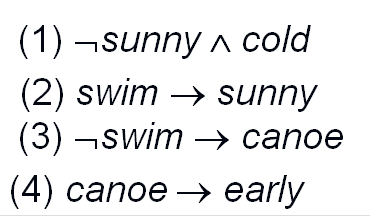 (1) ¬sunny ∧ cold
(2) swim → sunny
(3) ¬swim → canoe
(4) canoe → early